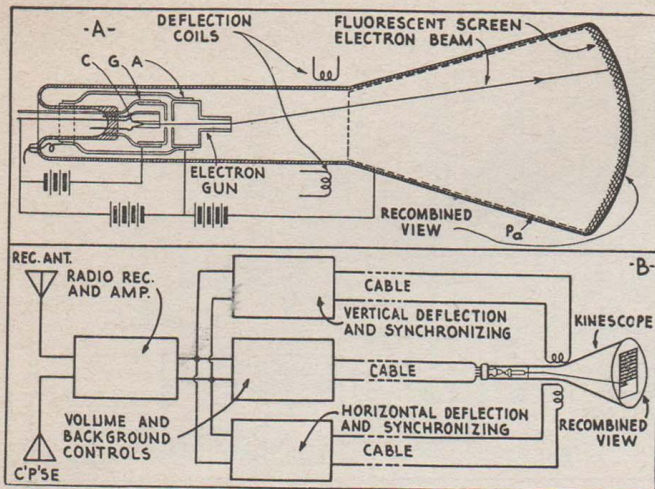 -A-
DEFLECTION
COILS
FLUORESCENT SCREEN
ELECTRON BEAM
C G A
ELECTRON
GUN
RECOMBINED
VIEW
Pa
-B-
REC. ANT.
RADIO REC.
AND AMP.
CABLE
VERTICAL DEFLECTION
AND SYNCHRONIZING
KINESCOPE
CABLE
VOLUME AND
BACKGROUND
CONTROLS
HORIZONTAL DEFLECTION
AND SYNCHRONIZING
CABLE
RECOMBINED
VIEW
C'P'SE